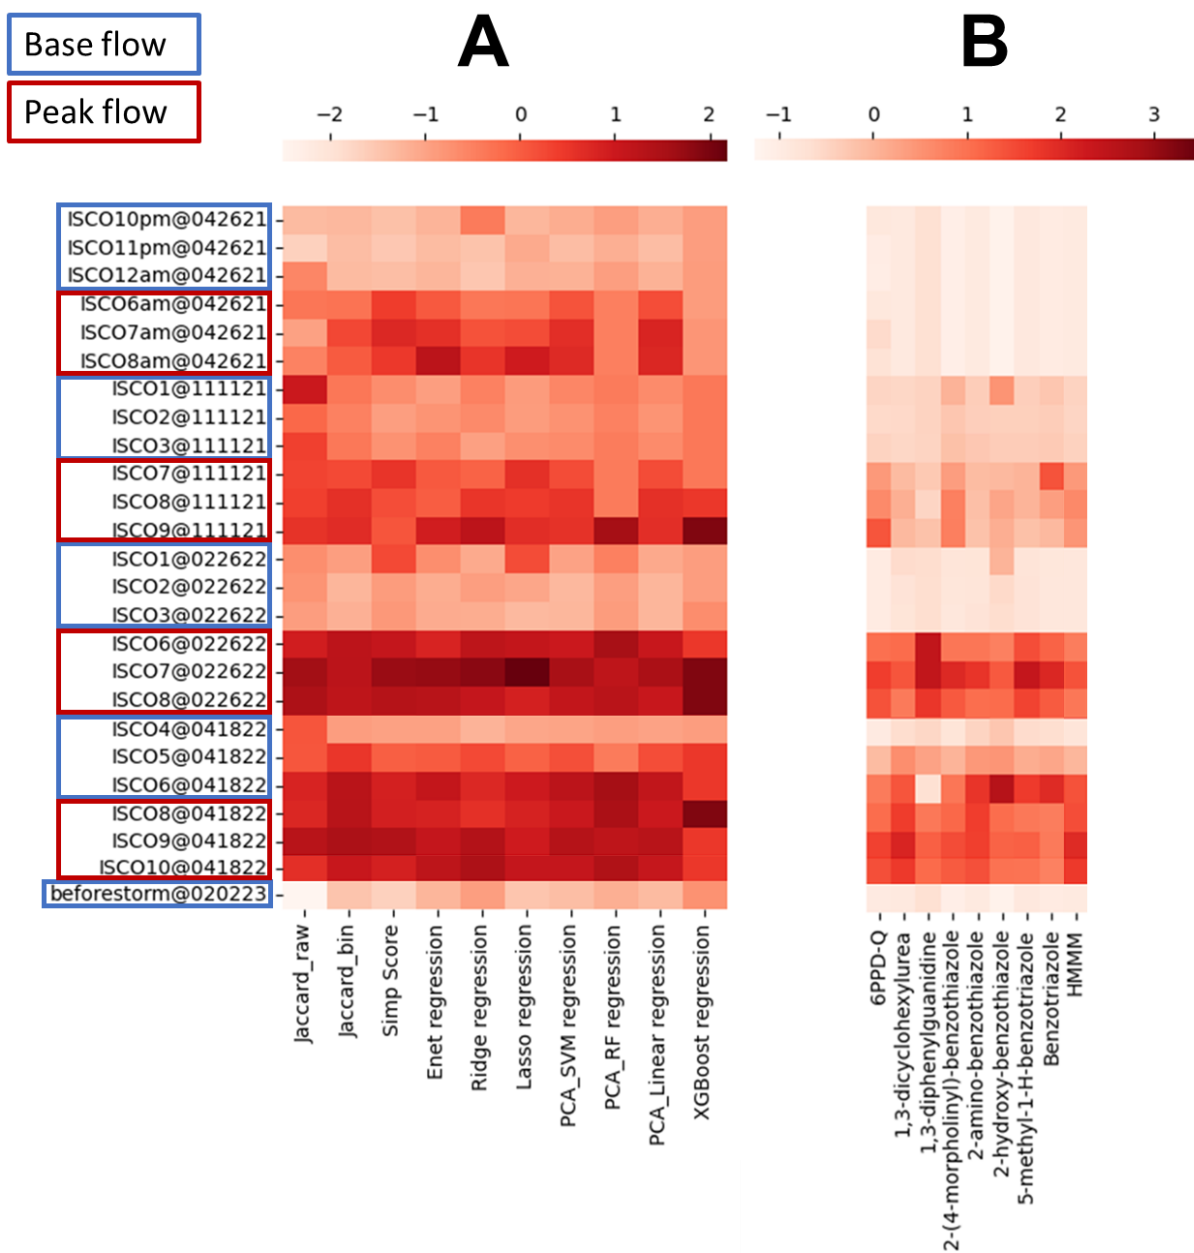 Base flow
Peak flow
A
B
−2 −1 0 1 2
−1 0 1 2 3
ISCO10pm@042621
ISCO11pm@042621
ISCO12am@042621
ISCO6am@042621
ISCO7am@042621
ISCO8am@042621
ISCO1@111121
ISCO2@111121
ISCO3@111121
ISCO7@111121
ISCO8@111121
ISCO9@111121
ISCO1@022622
ISCO2@022622
ISCO3@022622
ISCO6@022622
ISCO7@022622
ISCO8@022622
ISCO4@041822
ISCO5@041822
ISCO6@041822
ISCO8@041822
ISCO9@041822
ISCO10@041822
beforestorm@020223
Jaccard_raw
Jaccard_bin
Simp Score
Enet regression
Ridge regression
Lasso regression
PCA_SVM regression
PCA_RF regression
PCA_Linear regression
XGBoost regression
6PPD-Q
1,3-dicyclohexylurea
1,3-diphenylguanidine
2-(4-morpholinyl)-benzothiazole
2-amino-benzothiazole
2-hydroxy-benzothiazole
5-methyl-1-H-benzotriazole
Benzotriazole
HMMM